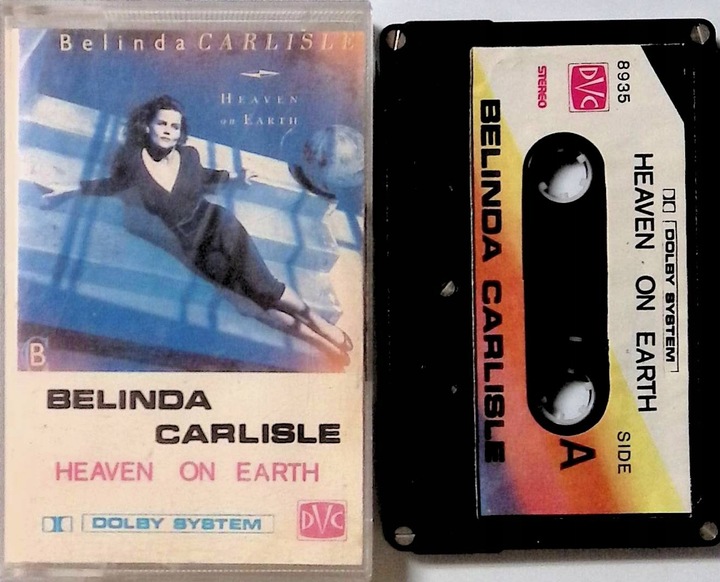 Belinda CARLISLE
HEAVEN
on EARTH
B
BELINDA
CARLISLE
HEAVEN ON EARTH
DOLBY SYSTEM
DVC
8935
DVC
STEREO
DOLBY SYSTEM
HEAVEN · ON EARTH
BELINDA CARLISLE
SIDE
A